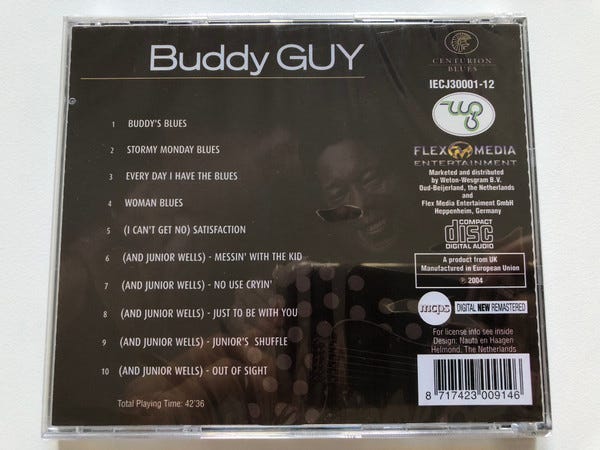 Buddy GUY
1 BUDDY'S BLUES
2 STORMY MONDAY BLUES
3 EVERY DAY I HAVE THE BLUES
4 WOMAN BLUES
5 (I CAN'T GET NO) SATISFACTION
6 (AND JUNIOR WELLS) - MESSIN' WITH THE KID
7 (AND JUNIOR WELLS) - NO USE CRYIN'
8 (AND JUNIOR WELLS) - JUST TO BE WITH YOU
9 (AND JUNIOR WELLS) - JUNIOR'S SHUFFLE
10 (AND JUNIOR WELLS) - OUT OF SIGHT
Total Playing Time: 42'36
CENTURION
BLUES
IECJ30001-12
wg
FLEX MEDIA
ENTERTAINMENT
Marketed and distributed
by Weton-Wesgram B.V.
Oud-Beijerland, the Netherlands
and
Flex Media Entertaiment GmbH
Heppenheim, Germany
COMPACT
disc
DIGITAL AUDIO
A product from UK
Manufactured in European Union
℗ 2004
mcps DIGITAL NEW REMASTERED
For license info see inside
Design: Nauta en Haagen
Helmond, The Netherlands
8 717423 009146